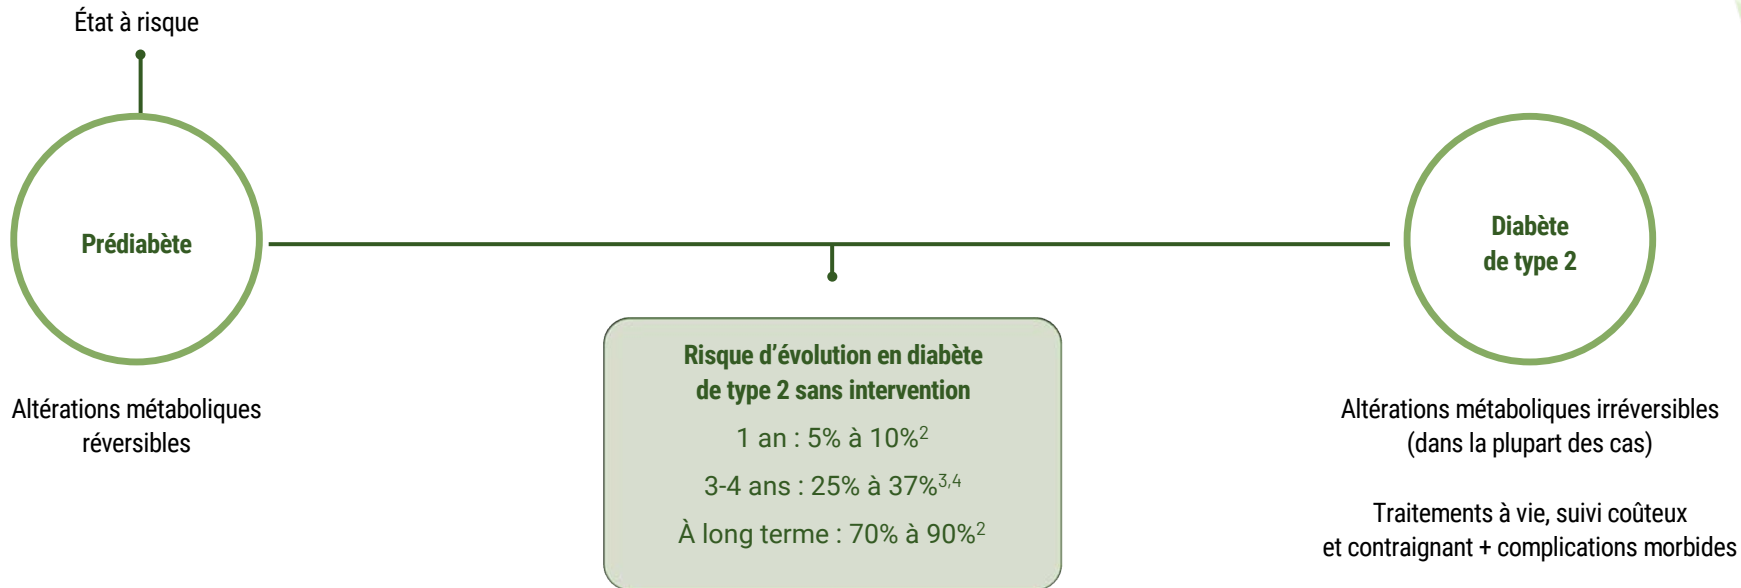 État à risque
Prédiabète
Altérations métaboliques
réversibles
Risque d’évolution en diabète
de type 2 sans intervention
1 an : 5% à 10%²
3-4 ans : 25% à 37%³,⁴
À long terme : 70% à 90%²
Diabète
de type 2
Altérations métaboliques irréversibles
(dans la plupart des cas)
Traitements à vie, suivi coûteux
et contraignant + complications morbides